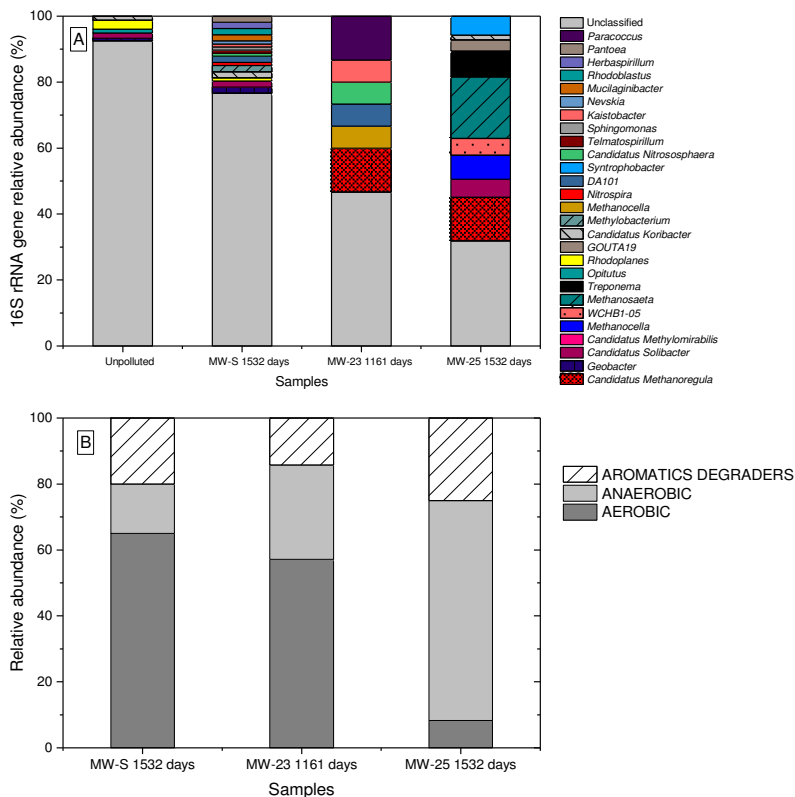 A
16S rRNA gene relative abundance (%)
100
80
60
40
20
0
Unpolluted
MW-S 1532 days
MW-23 1161 days
MW-25 1532 days
Samples
Unclassified
Paracoccus
Pantoea
Herbaspirillum
Rhodoblastus
Mucilaginibacter
Nevskia
Kaistobacter
Sphingomonas
Telmatospirillum
Candidatus Nitrososphaera
Syntrophobacter
DA101
Nitrospira
Methanocella
Methylobacterium
Candidatus Koribacter
GOUTA19
Rhodoplanes
Opitutus
Treponema
Methanosaeta
WCHB1-05
Methanocella
Candidatus Methylomirabilis
Candidatus Solibacter
Geobacter
Candidatus Methanoregula
B
Relative abundance (%)
100
80
60
40
20
0
MW-S 1532 days
MW-23 1161 days
MW-25 1532 days
Samples
AROMATICS DEGRADERS
ANAEROBIC
AEROBIC